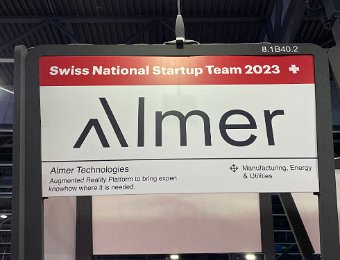 8.1B40.2
Swiss National Startup Team 2023
Almer
Almer Technologies
Augmented Reality Platform to bring expert
knowhow where it is needed.
Manufacturing, Energy
& Utilities